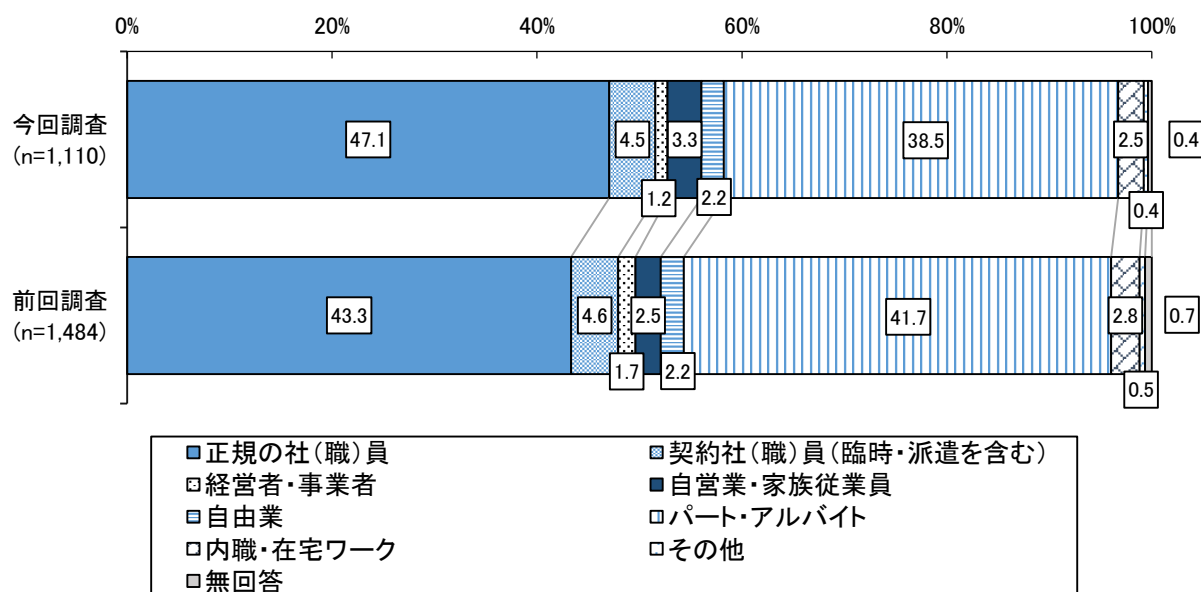 0% 20% 40% 60% 80% 100%
今回調査
(n=1,110)
47.1 4.5 1.2 3.3 2.2 38.5 2.5 0.4 0.4
前回調査
(n=1,484)
43.3 4.6 1.7 2.5 2.2 41.7 2.8 0.5 0.7
正規の社(職)員 契約社(職)員(臨時・派遣を含む)
経営者・事業者 自営業・家族従業員
自由業 パート・アルバイト
内職・在宅ワーク その他
無回答